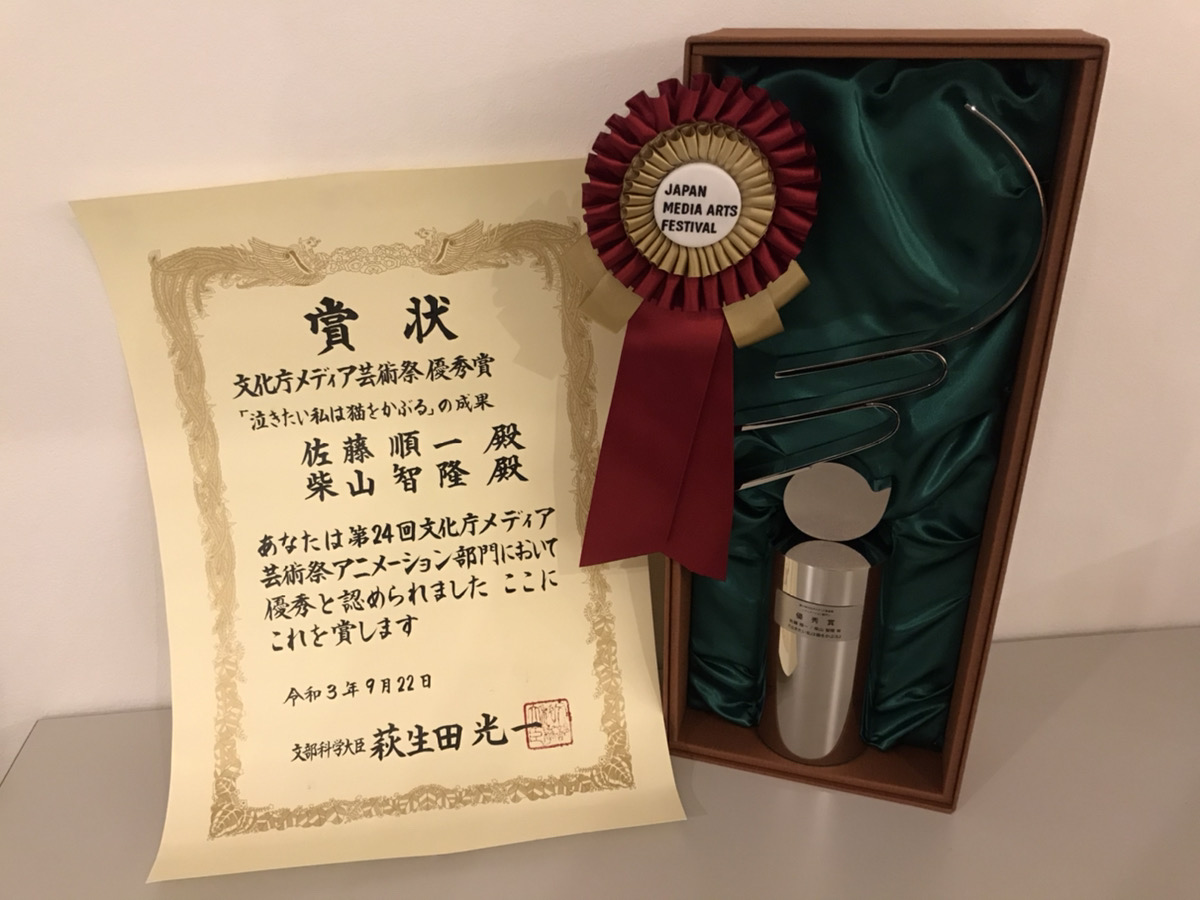 賞状
文化庁メディア芸術祭優秀賞
「泣きたい私は猫をかぶる」の成果
佐藤順一殿
柴山智隆殿
あなたは第24回文化庁メディア
芸術祭アニメーション部門において
優秀と認められました ここに
これを賞します
令和3年9月22日
文部科学大臣 萩生田光一
JAPAN
MEDIA ARTS
FESTIVAL
優秀賞